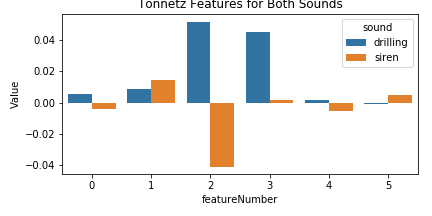 Tonnetz Features for Both Sounds
sound
drilling
siren
0.04
0.02
0.00
−0.02
−0.04
Value
0 1 2 3 4 5
featureNumber